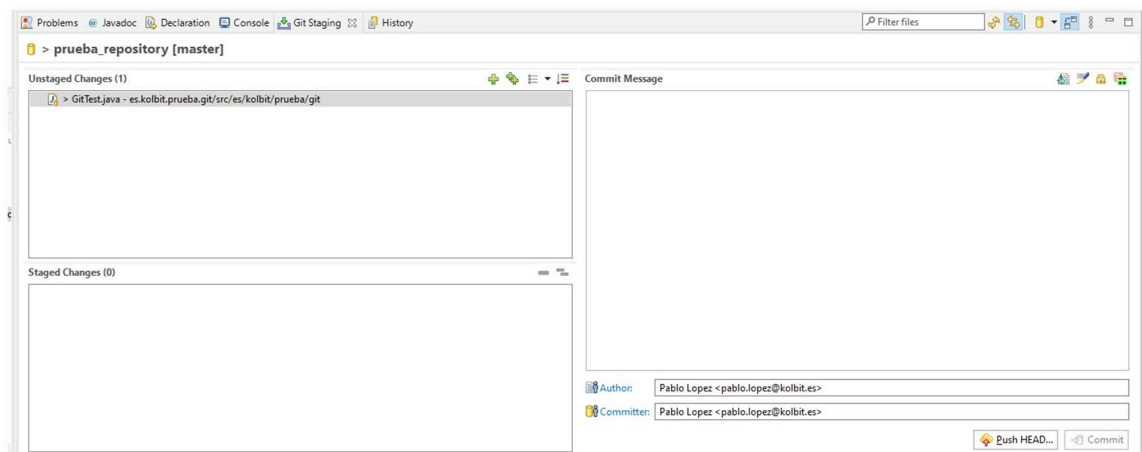 Problems @ Javadoc Declaration Console Git Staging History
Filter files
> prueba_repository [master]
Unstaged Changes (1)
> GitTest.java - es.kolbit.prueba.git/src/es/kolbit/prueba/git
Staged Changes (0)
Commit Message
Author: Pablo Lopez <pablo.lopez@kolbit.es>
Committer: Pablo Lopez <pablo.lopez@kolbit.es>
Push HEAD... Commit